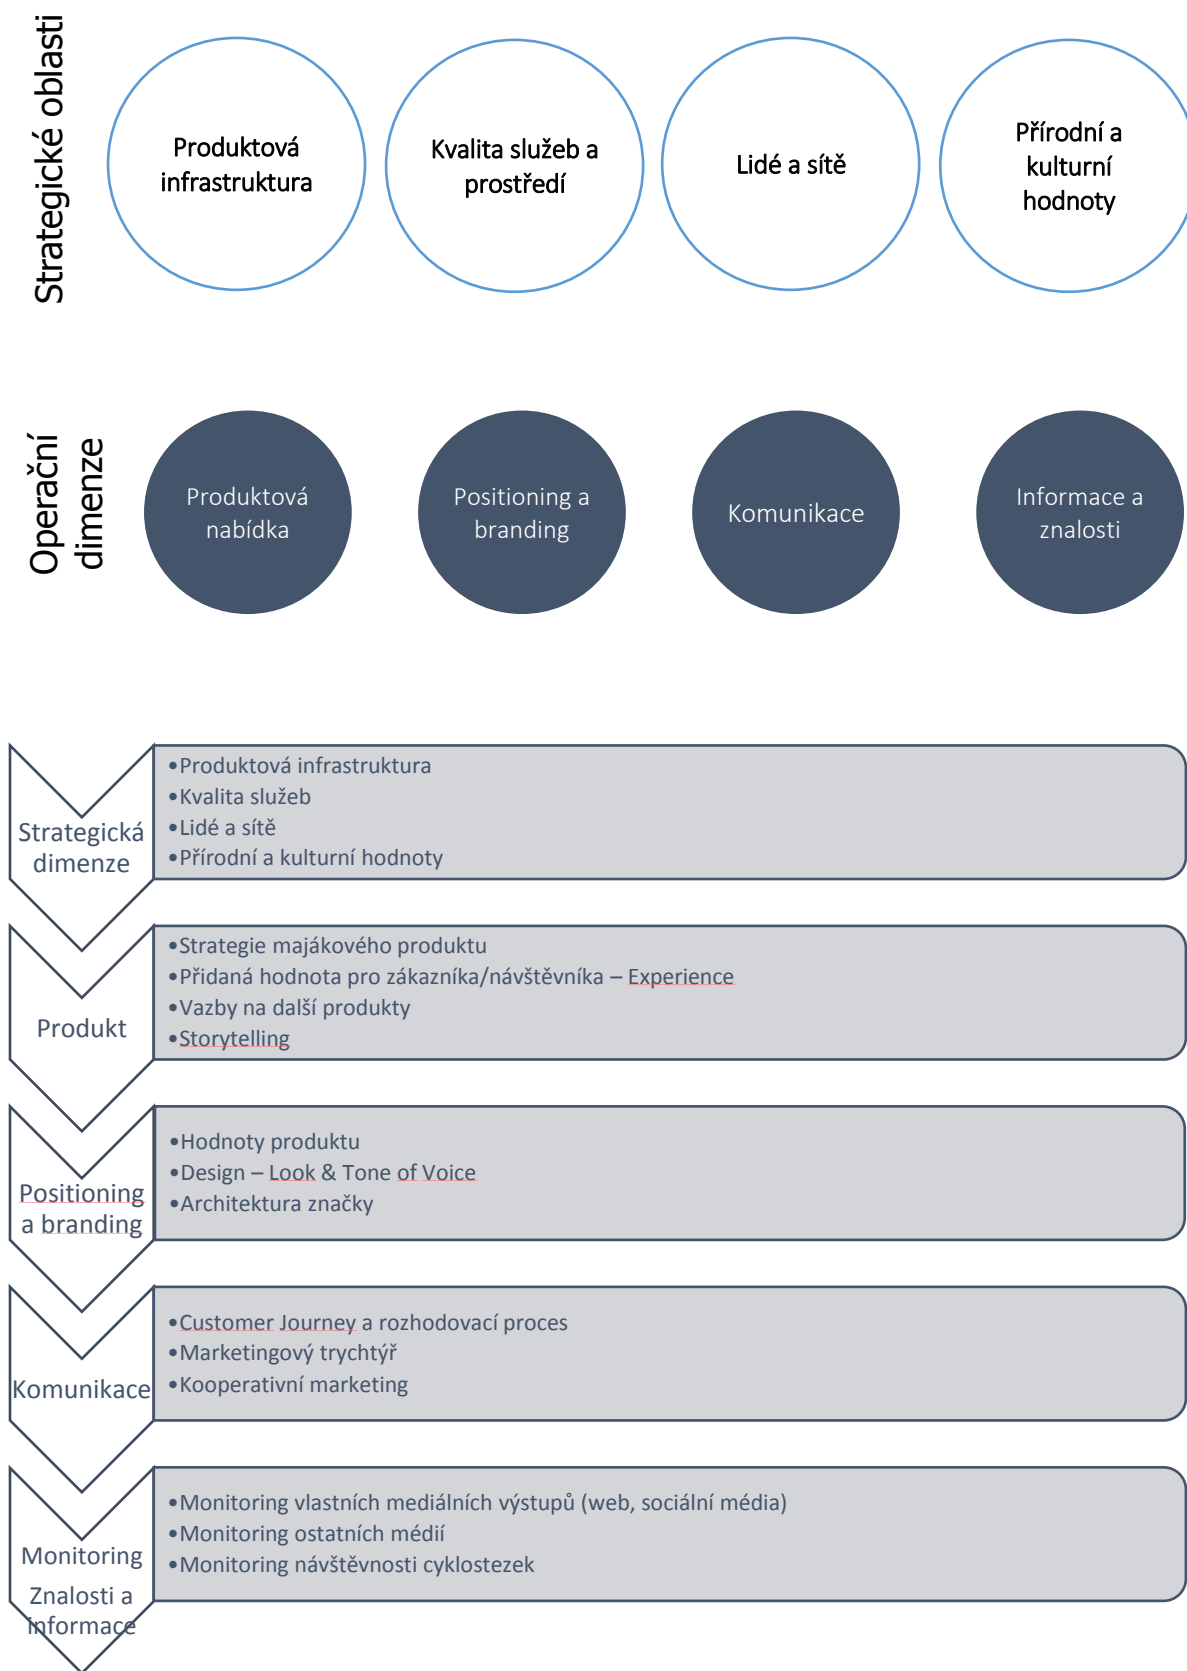 Strategické oblasti
Produktová
infrastruktura
Kvalita služeb a
prostředí
Lidé a sítě
Přírodní a
kulturní
hodnoty
Operační
dimenze
Produktová
nabídka
Positioning a
branding
Komunikace
Informace a
znalosti
Strategická
dimenze
•Produktová infrastruktura
•Kvalita služeb
•Lidé a sítě
•Přírodní a kulturní hodnoty
Produkt
•Strategie majákového produktu
•Přidaná hodnota pro zákazníka/návštěvníka – Experience
•Vazby na další produkty
•Storytelling
Positioning
a branding
•Hodnoty produktu
•Design – Look & Tone of Voice
•Architektura značky
Komunikace
•Customer Journey a rozhodovací proces
•Marketingový trychtýř
•Kooperativní marketing
Monitoring
Znalosti a
informace
•Monitoring vlastních mediálních výstupů (web, sociální média)
•Monitoring ostatních médií
•Monitoring návštěvnosti cyklostezek